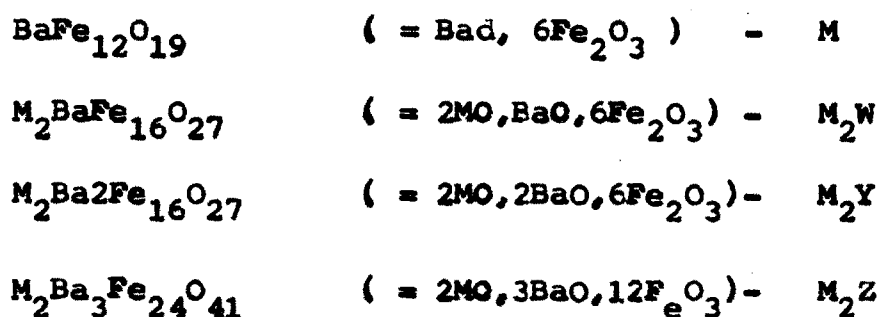 BaFe12O19 ( = Bad, 6Fe2O3 ) - M
M2BaFe16O27 ( = 2MO,BaO,6Fe2O3) - M2W
M2Ba2Fe16O27 ( = 2MO,2BaO,6Fe2O3)- M2Y
M2Ba3Fe24O41 ( = 2MO,3BaO,12FeO3)- M2Z